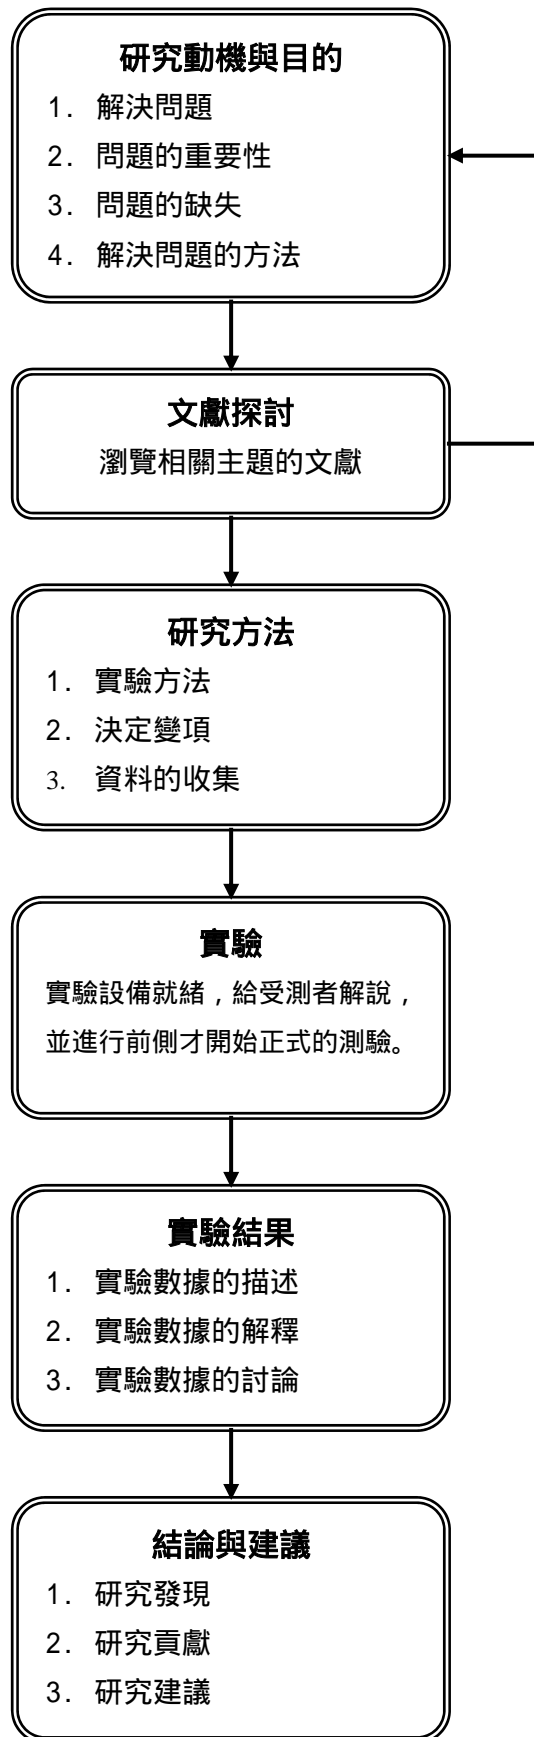 研究動機與目的
1. 解決問題
2. 問題的重要性
3. 問題的缺失
4. 解決問題的方法
文獻探討
瀏覽相關主題的文獻
研究方法
1. 實驗方法
2. 決定變項
3. 資料的收集
實驗
實驗設備就緒，給受測者解說，
並進行前側才開始正式的測驗。
實驗結果
1. 實驗數據的描述
2. 實驗數據的解釋
3. 實驗數據的討論
結論與建議
1. 研究發現
2. 研究貢獻
3. 研究建議